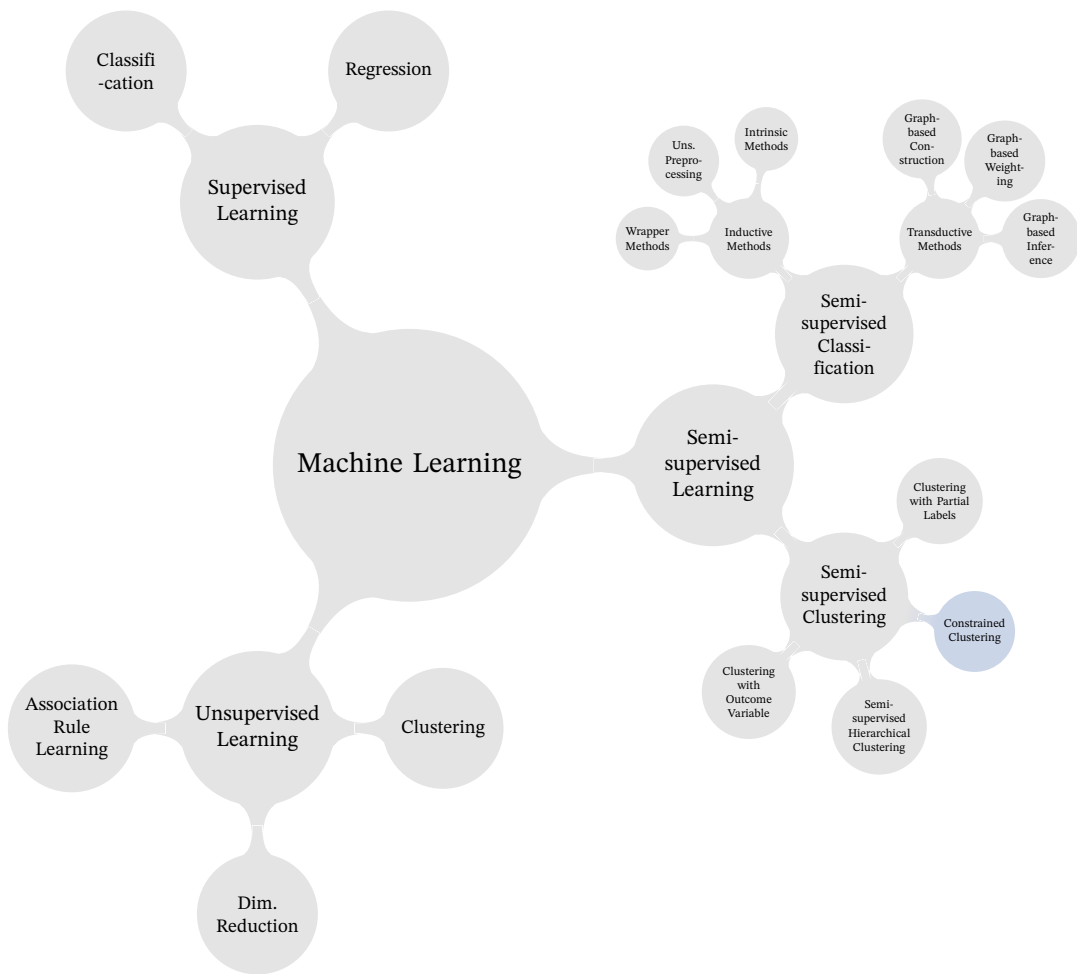 Classifi
-cation
Regression
Supervised
Learning
Machine Learning
Unsupervised
Learning
Association
Rule
Learning
Clustering
Dim.
Reduction
Semi-
supervised
Learning
Semi-
supervised
Classi-
fication
Inductive
Methods
Wrapper
Methods
Uns.
Prepro-
cessing
Intrinsic
Methods
Transductive
Methods
Graph-
based
Con-
struction
Graph-
based
Weight-
ing
Graph-
based
Infer-
ence
Semi-
supervised
Clustering
Clustering
with Partial
Labels
Constrained
Clustering
Semi-
supervised
Hierarchical
Clustering
Clustering
with
Outcome
Variable